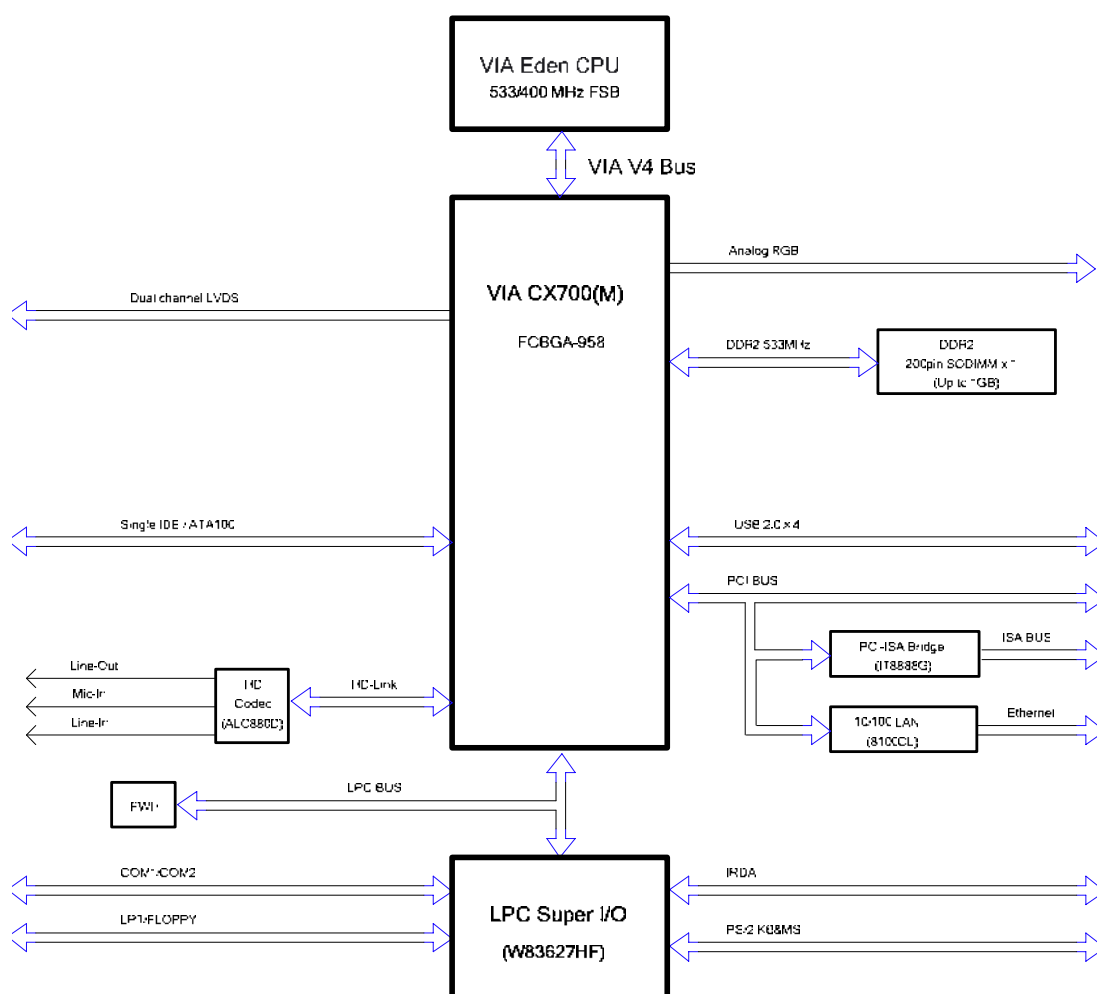 VIA Eden CPU
533/400 MHz FSB
VIA V4 Bus
Analog RGB
VIA CX700(M)
Dual channel LVDS
FCBGA-958
DDR2 533MHz
DDR2
200pin SODIMM x
(Up to 1GB)
Single IDE / ATA100
USB 2.0 x 4
PCI BUS
ISA BUS
PCI-ISA Bridge
(IT8888G)
Line-Out
HD-Link
HD
Mic-In
Codec
Line-In
(ALC880D)
Ethernet
10/100 LAN
(8100CL)
LPC BUS
FWH
COM1/COM2
IRDA
LPC Super I/O
LPT/FLOPPY
(W83627HF)
PS/2 KB&MS